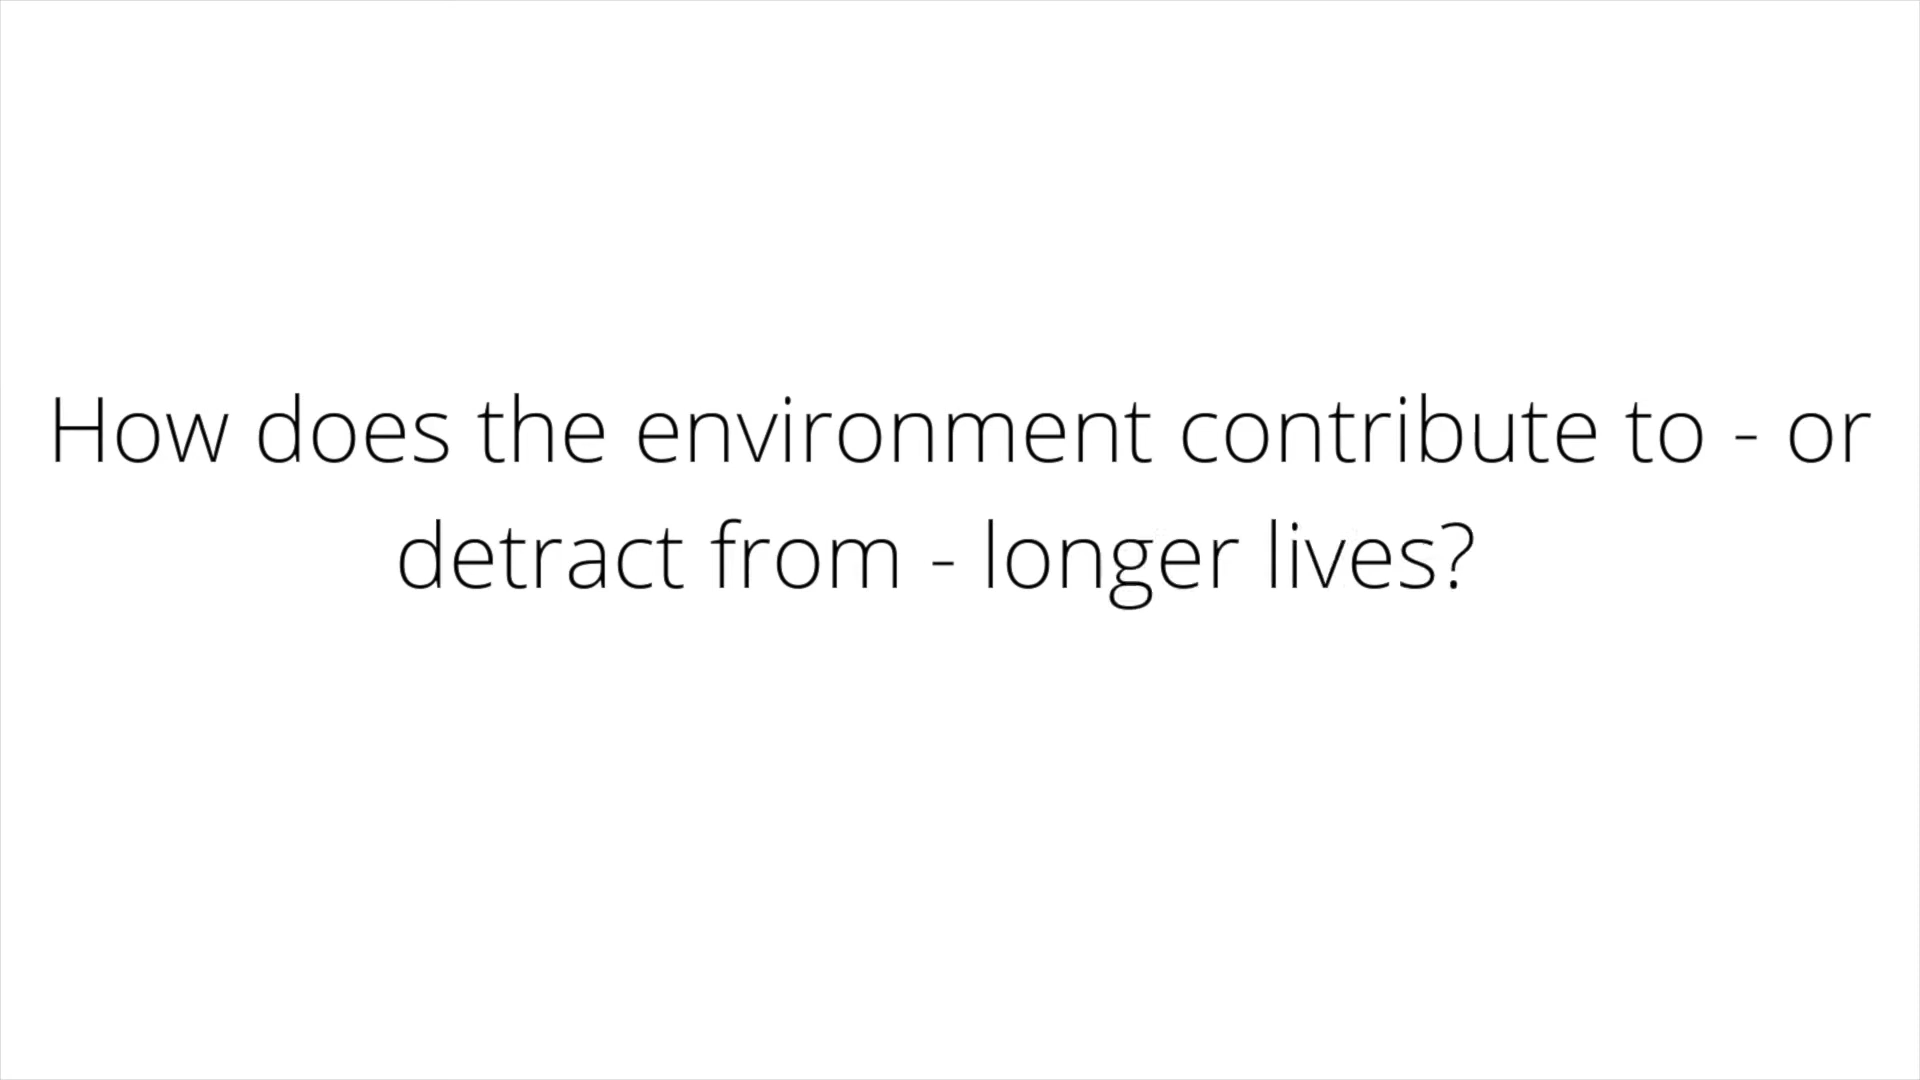 How does the environment contribute to - or
detract from - longer lives?